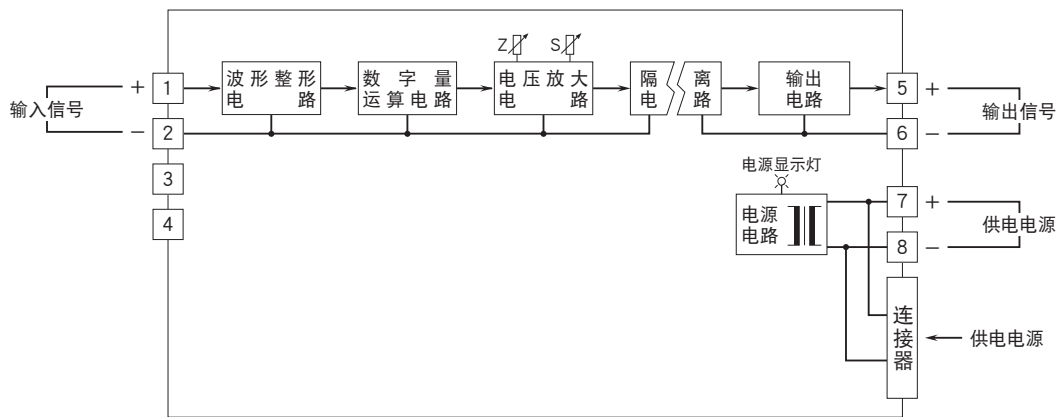 Z
S
波形整形
电路
数字量
运算电路
电压放大
电路
隔离
电路
输出
电路
输入信号
+
−
1
2
3
4
5
6
+
−
输出信号
电源显示灯
电源
电路
7
8
+
−
供电电源
连接器
供电电源